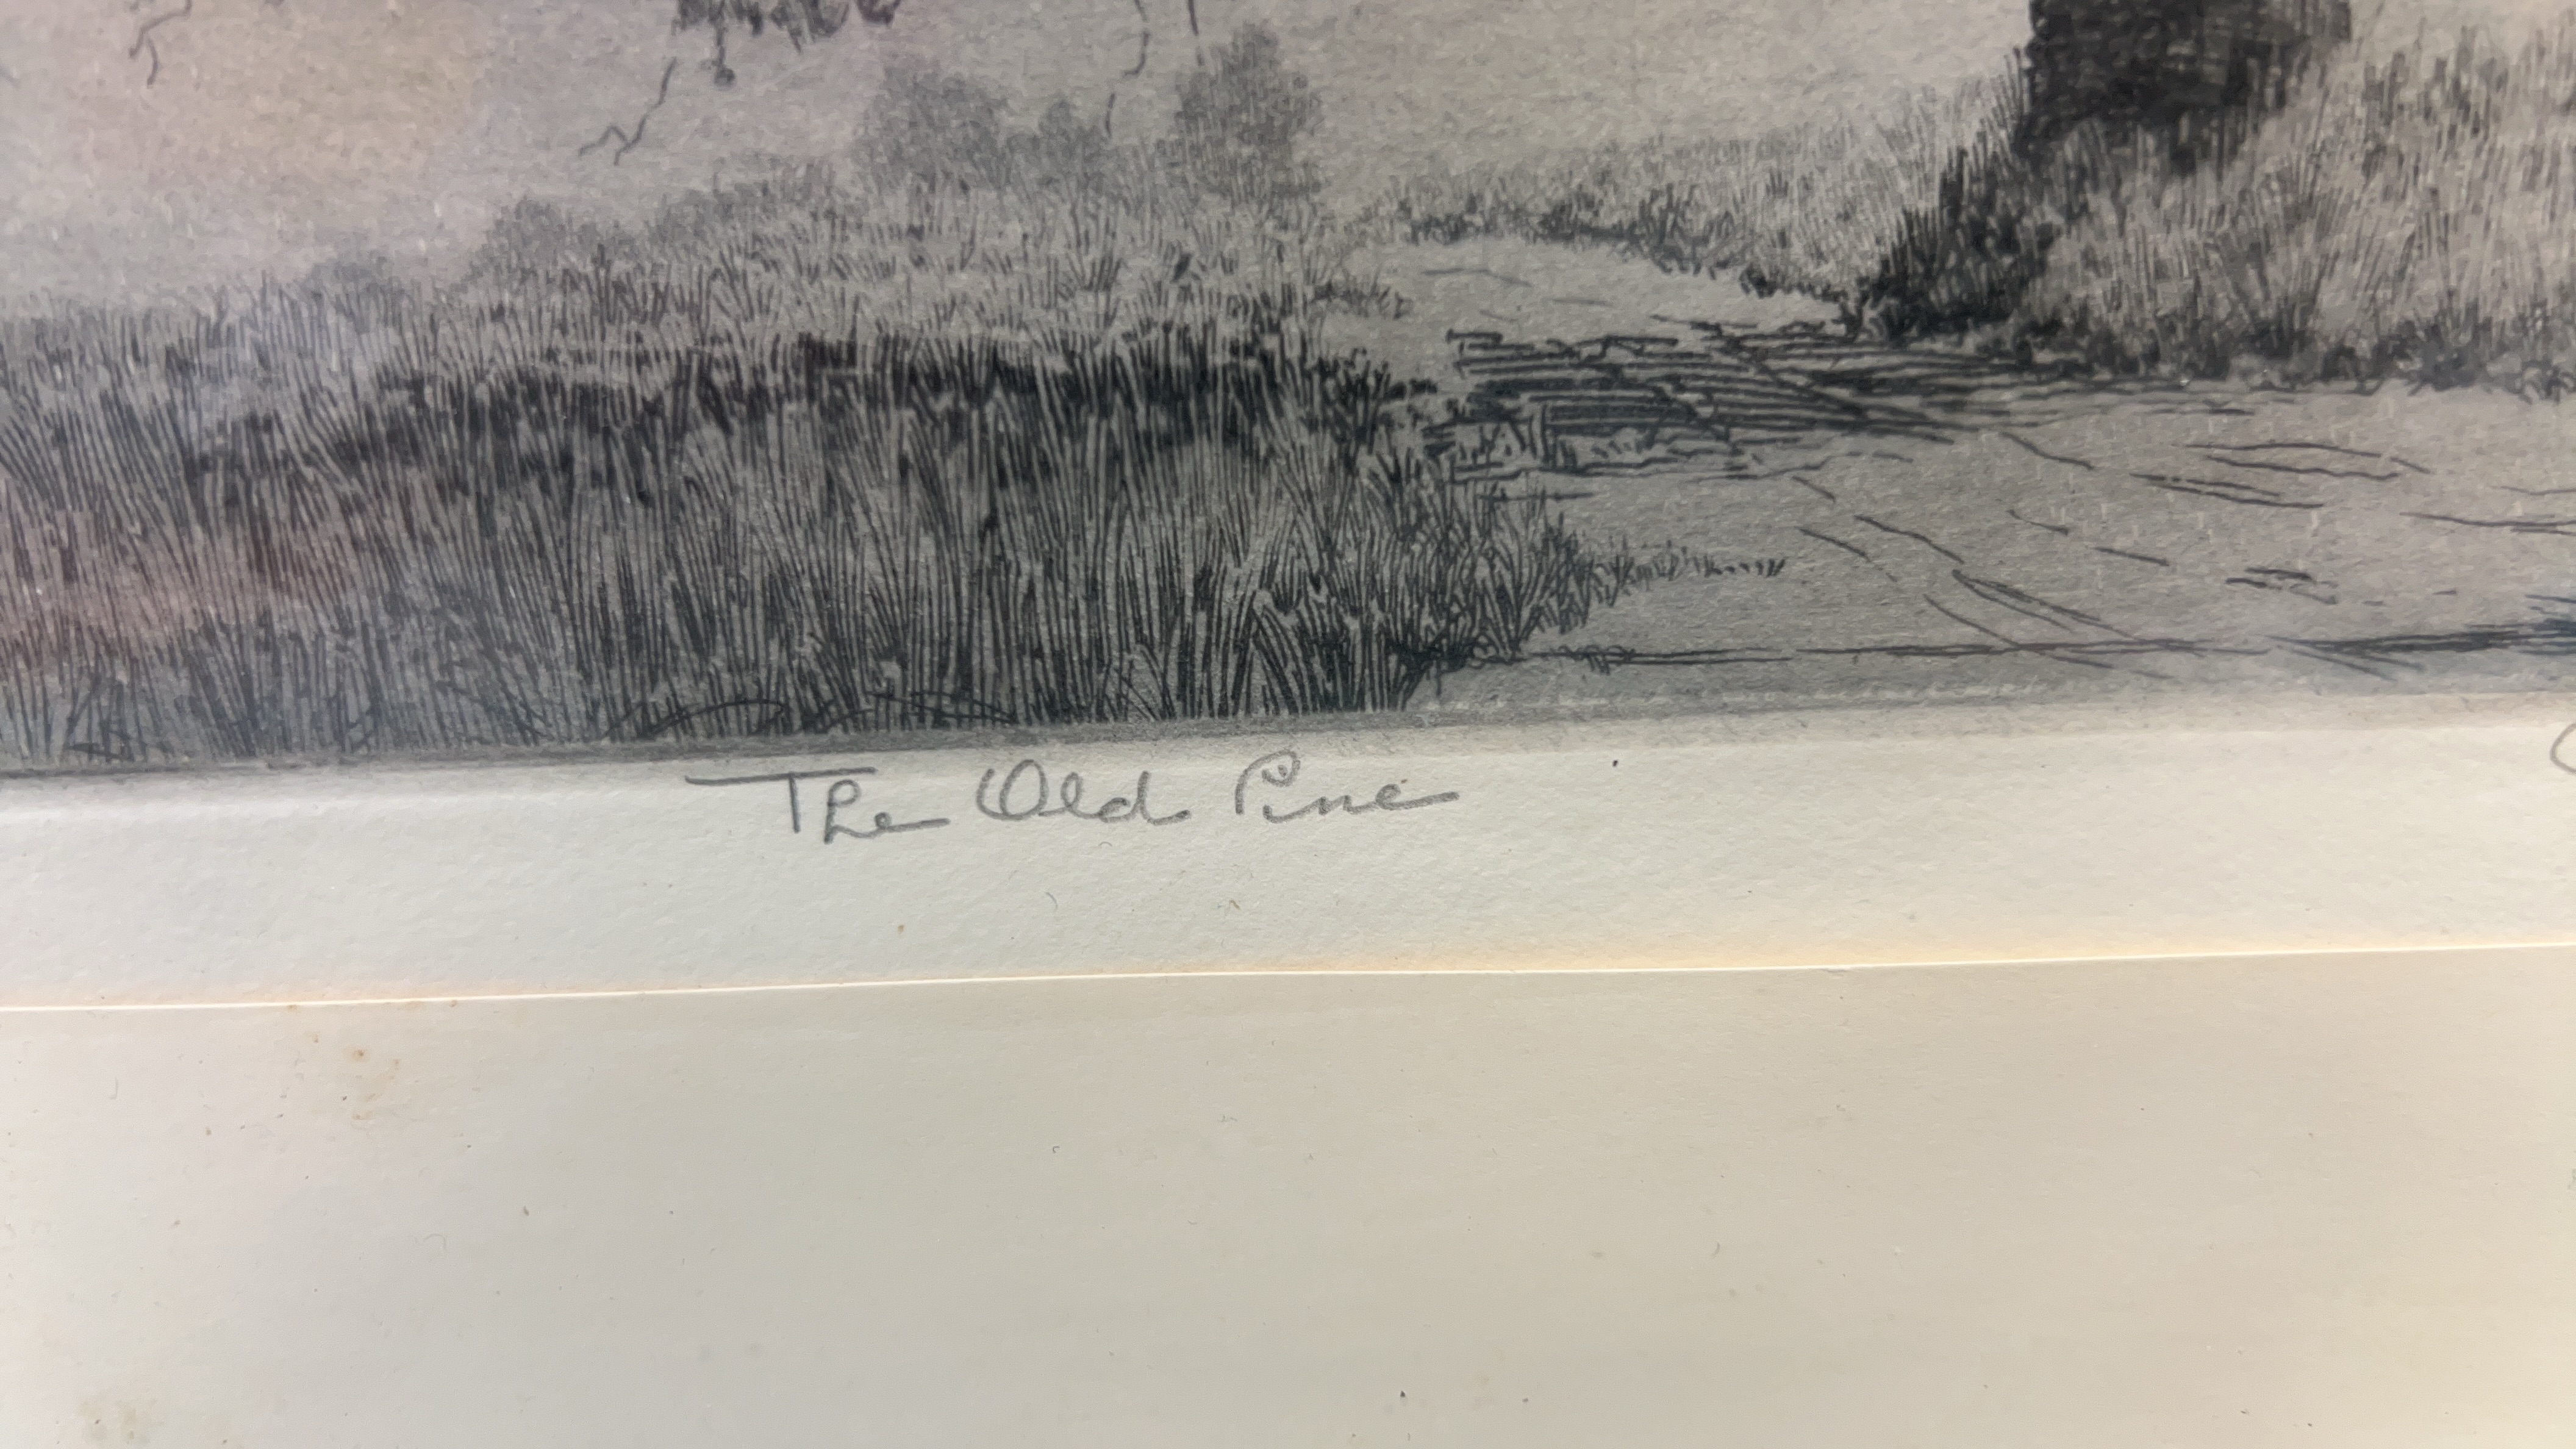 The Old Pine